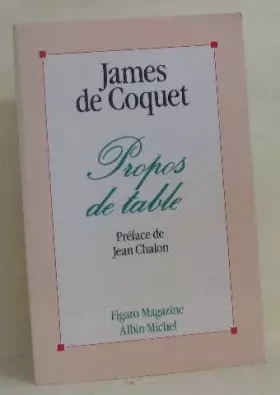 James
de Coquet
Propos
de table
Préface de
Jean Chalon
Figaro Magazine
Albin Michel